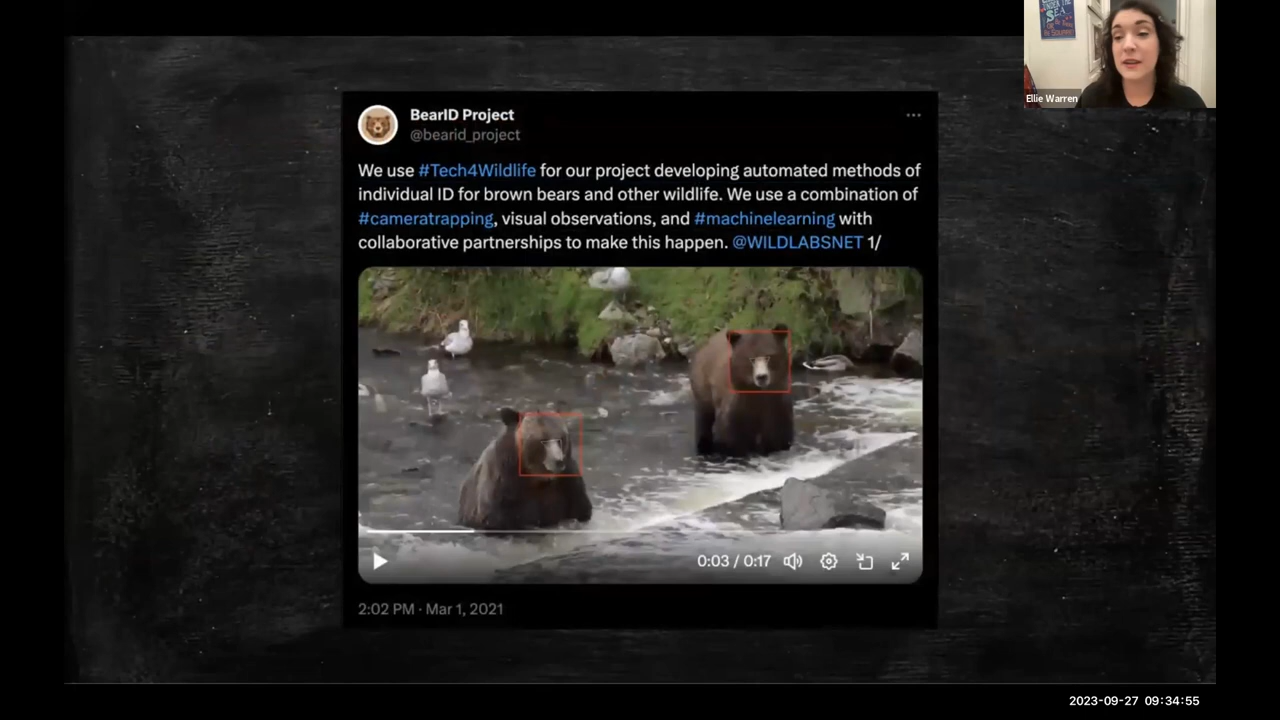 UNDER THE
SEA
Ellie Warren
BearID Project
@bearid_project
We use #Tech4Wildlife for our project developing automated methods of
individual ID for brown bears and other wildlife. We use a combination of
#cameratrapping, visual observations, and #machinelearning with
collaborative partnerships to make this happen. @WILDLABSNET 1/
0:03 / 0:17
2:02 PM · Mar 1, 2021
2023-09-27 09:34:55